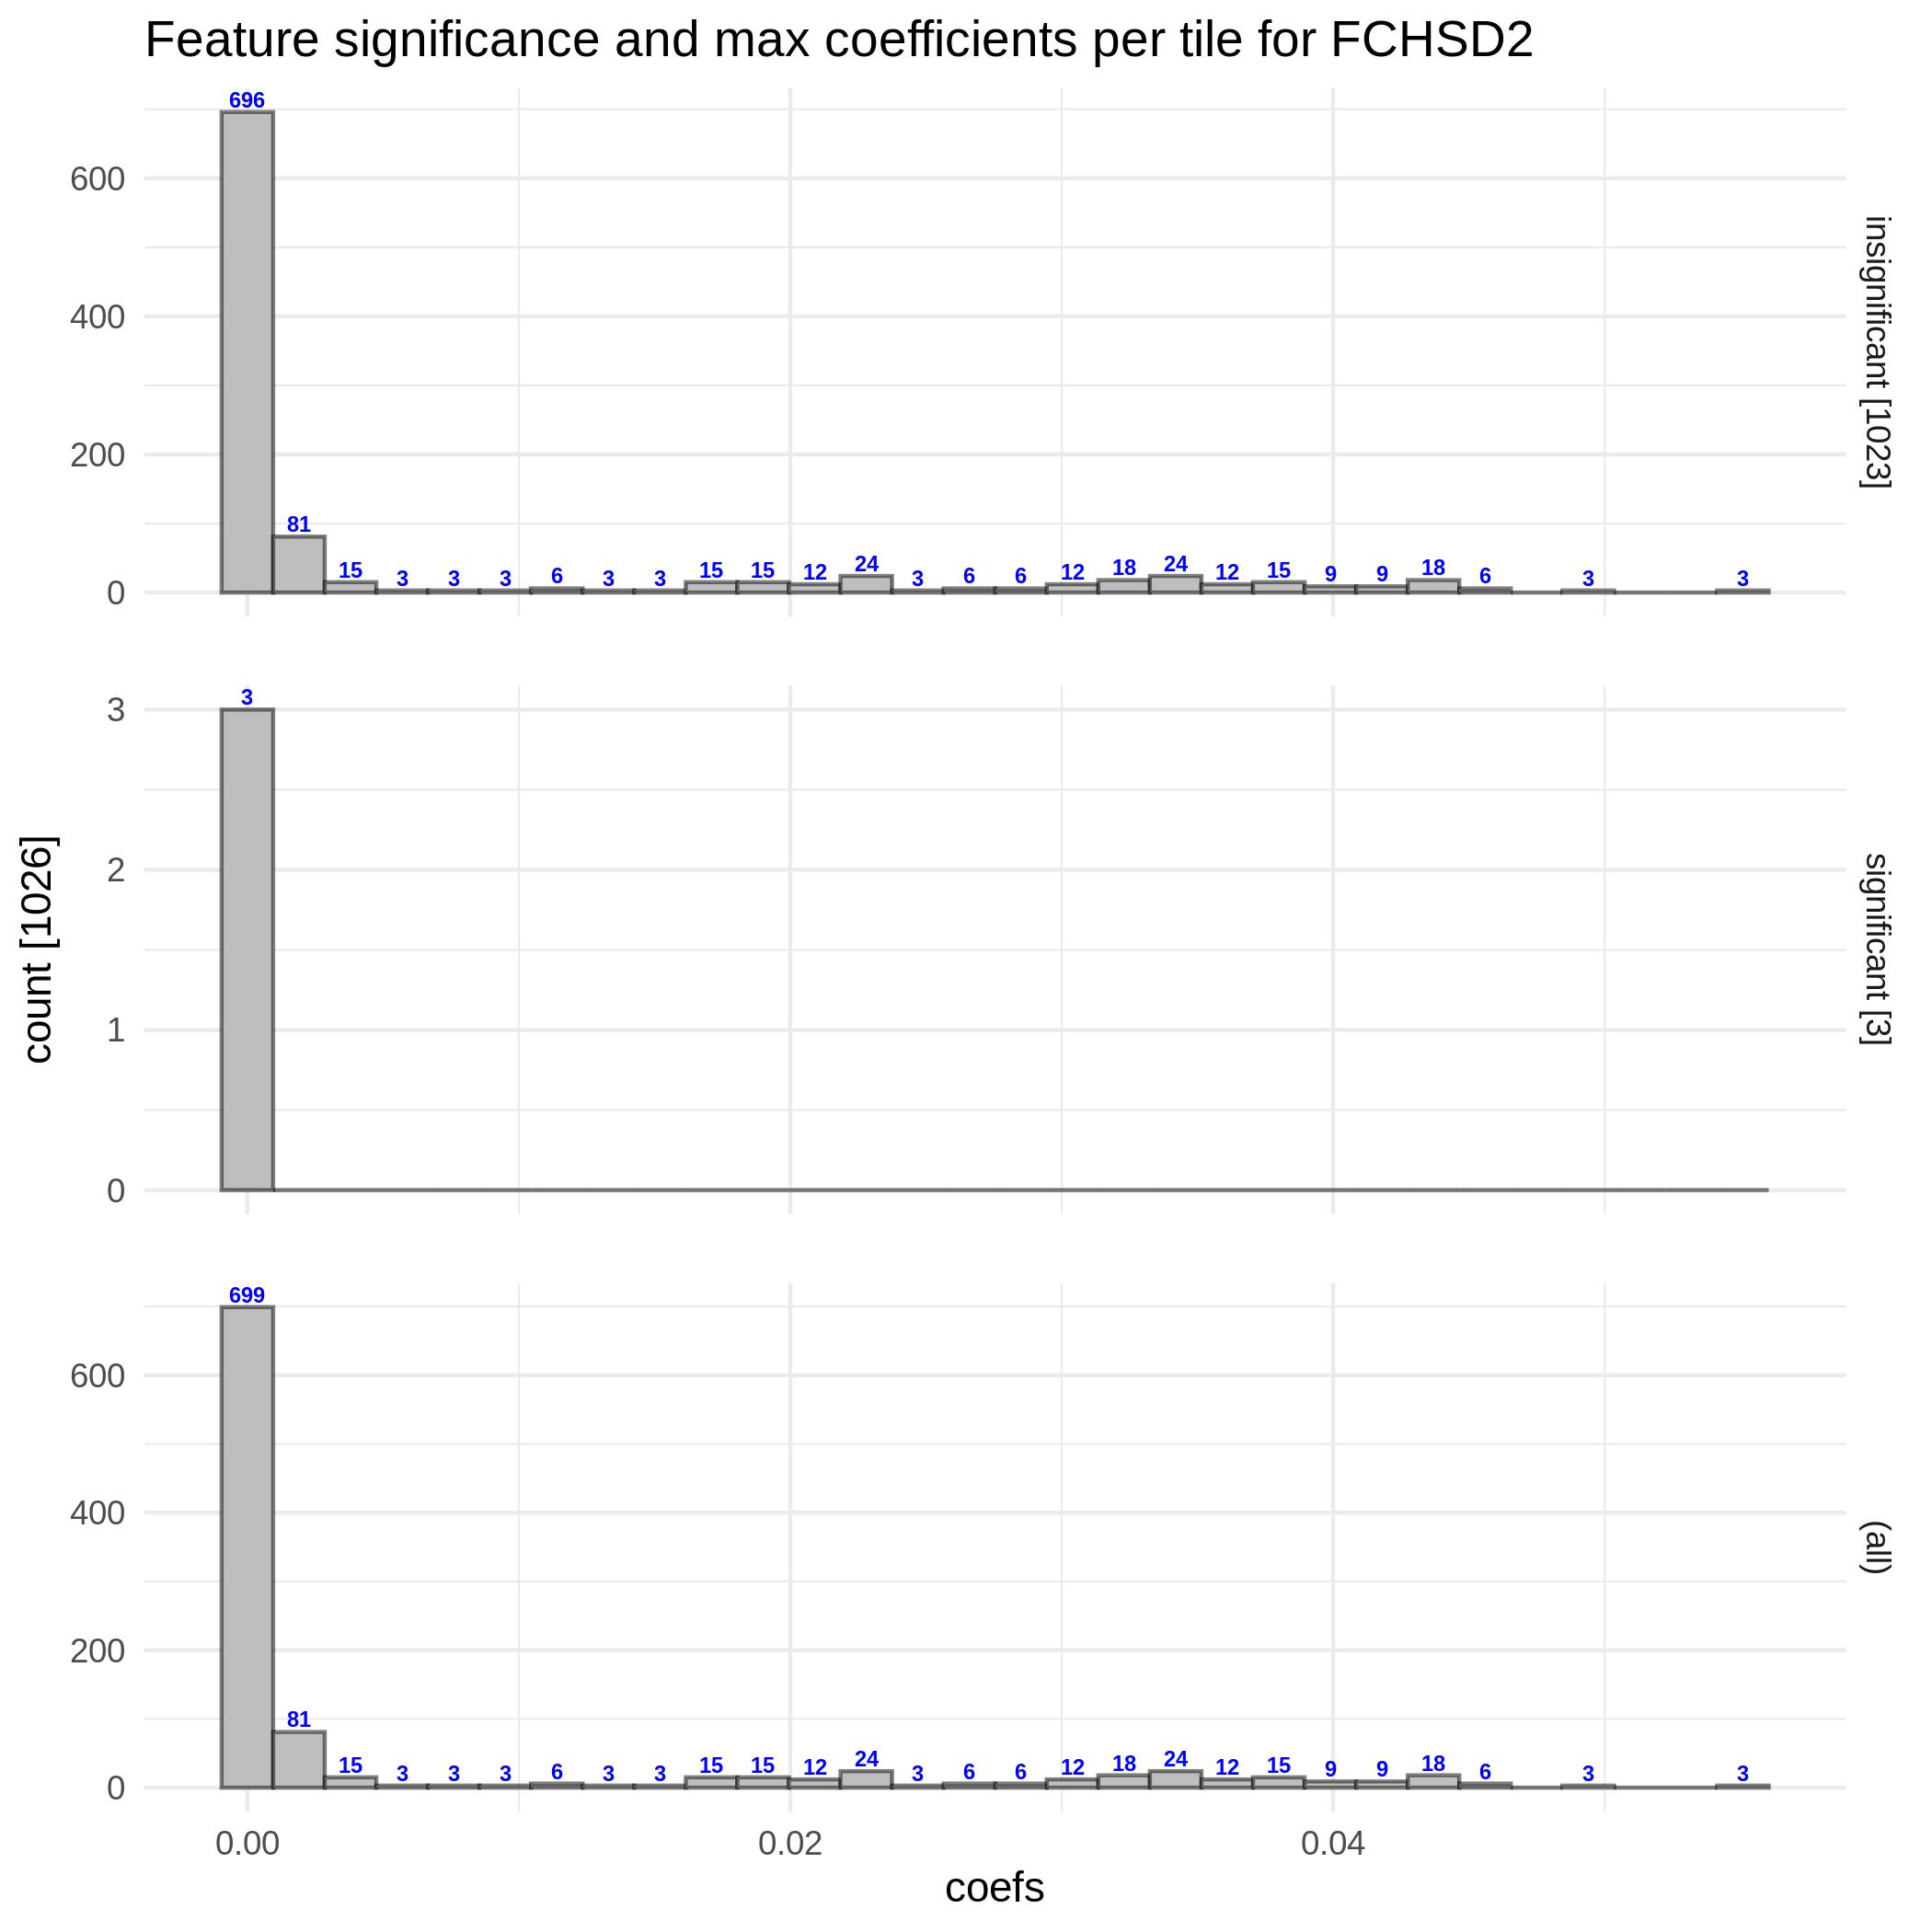 Feature significance and max coefficients per tile for FCHSD2
696
81
15 3 3 3 6 3 3 15 15 12 24 3 6 6 12 18 24 12 15 9 9 18 6 3 3
600
400
200
0
insignificant [1023]
3
3
2
1
0
significant [3]
count [1026]
699
81
15 3 3 3 6 3 3 15 15 12 24 3 6 6 12 18 24 12 15 9 9 18 6 3 3
600
400
200
0
(all)
0.00 0.02 0.04
coefs